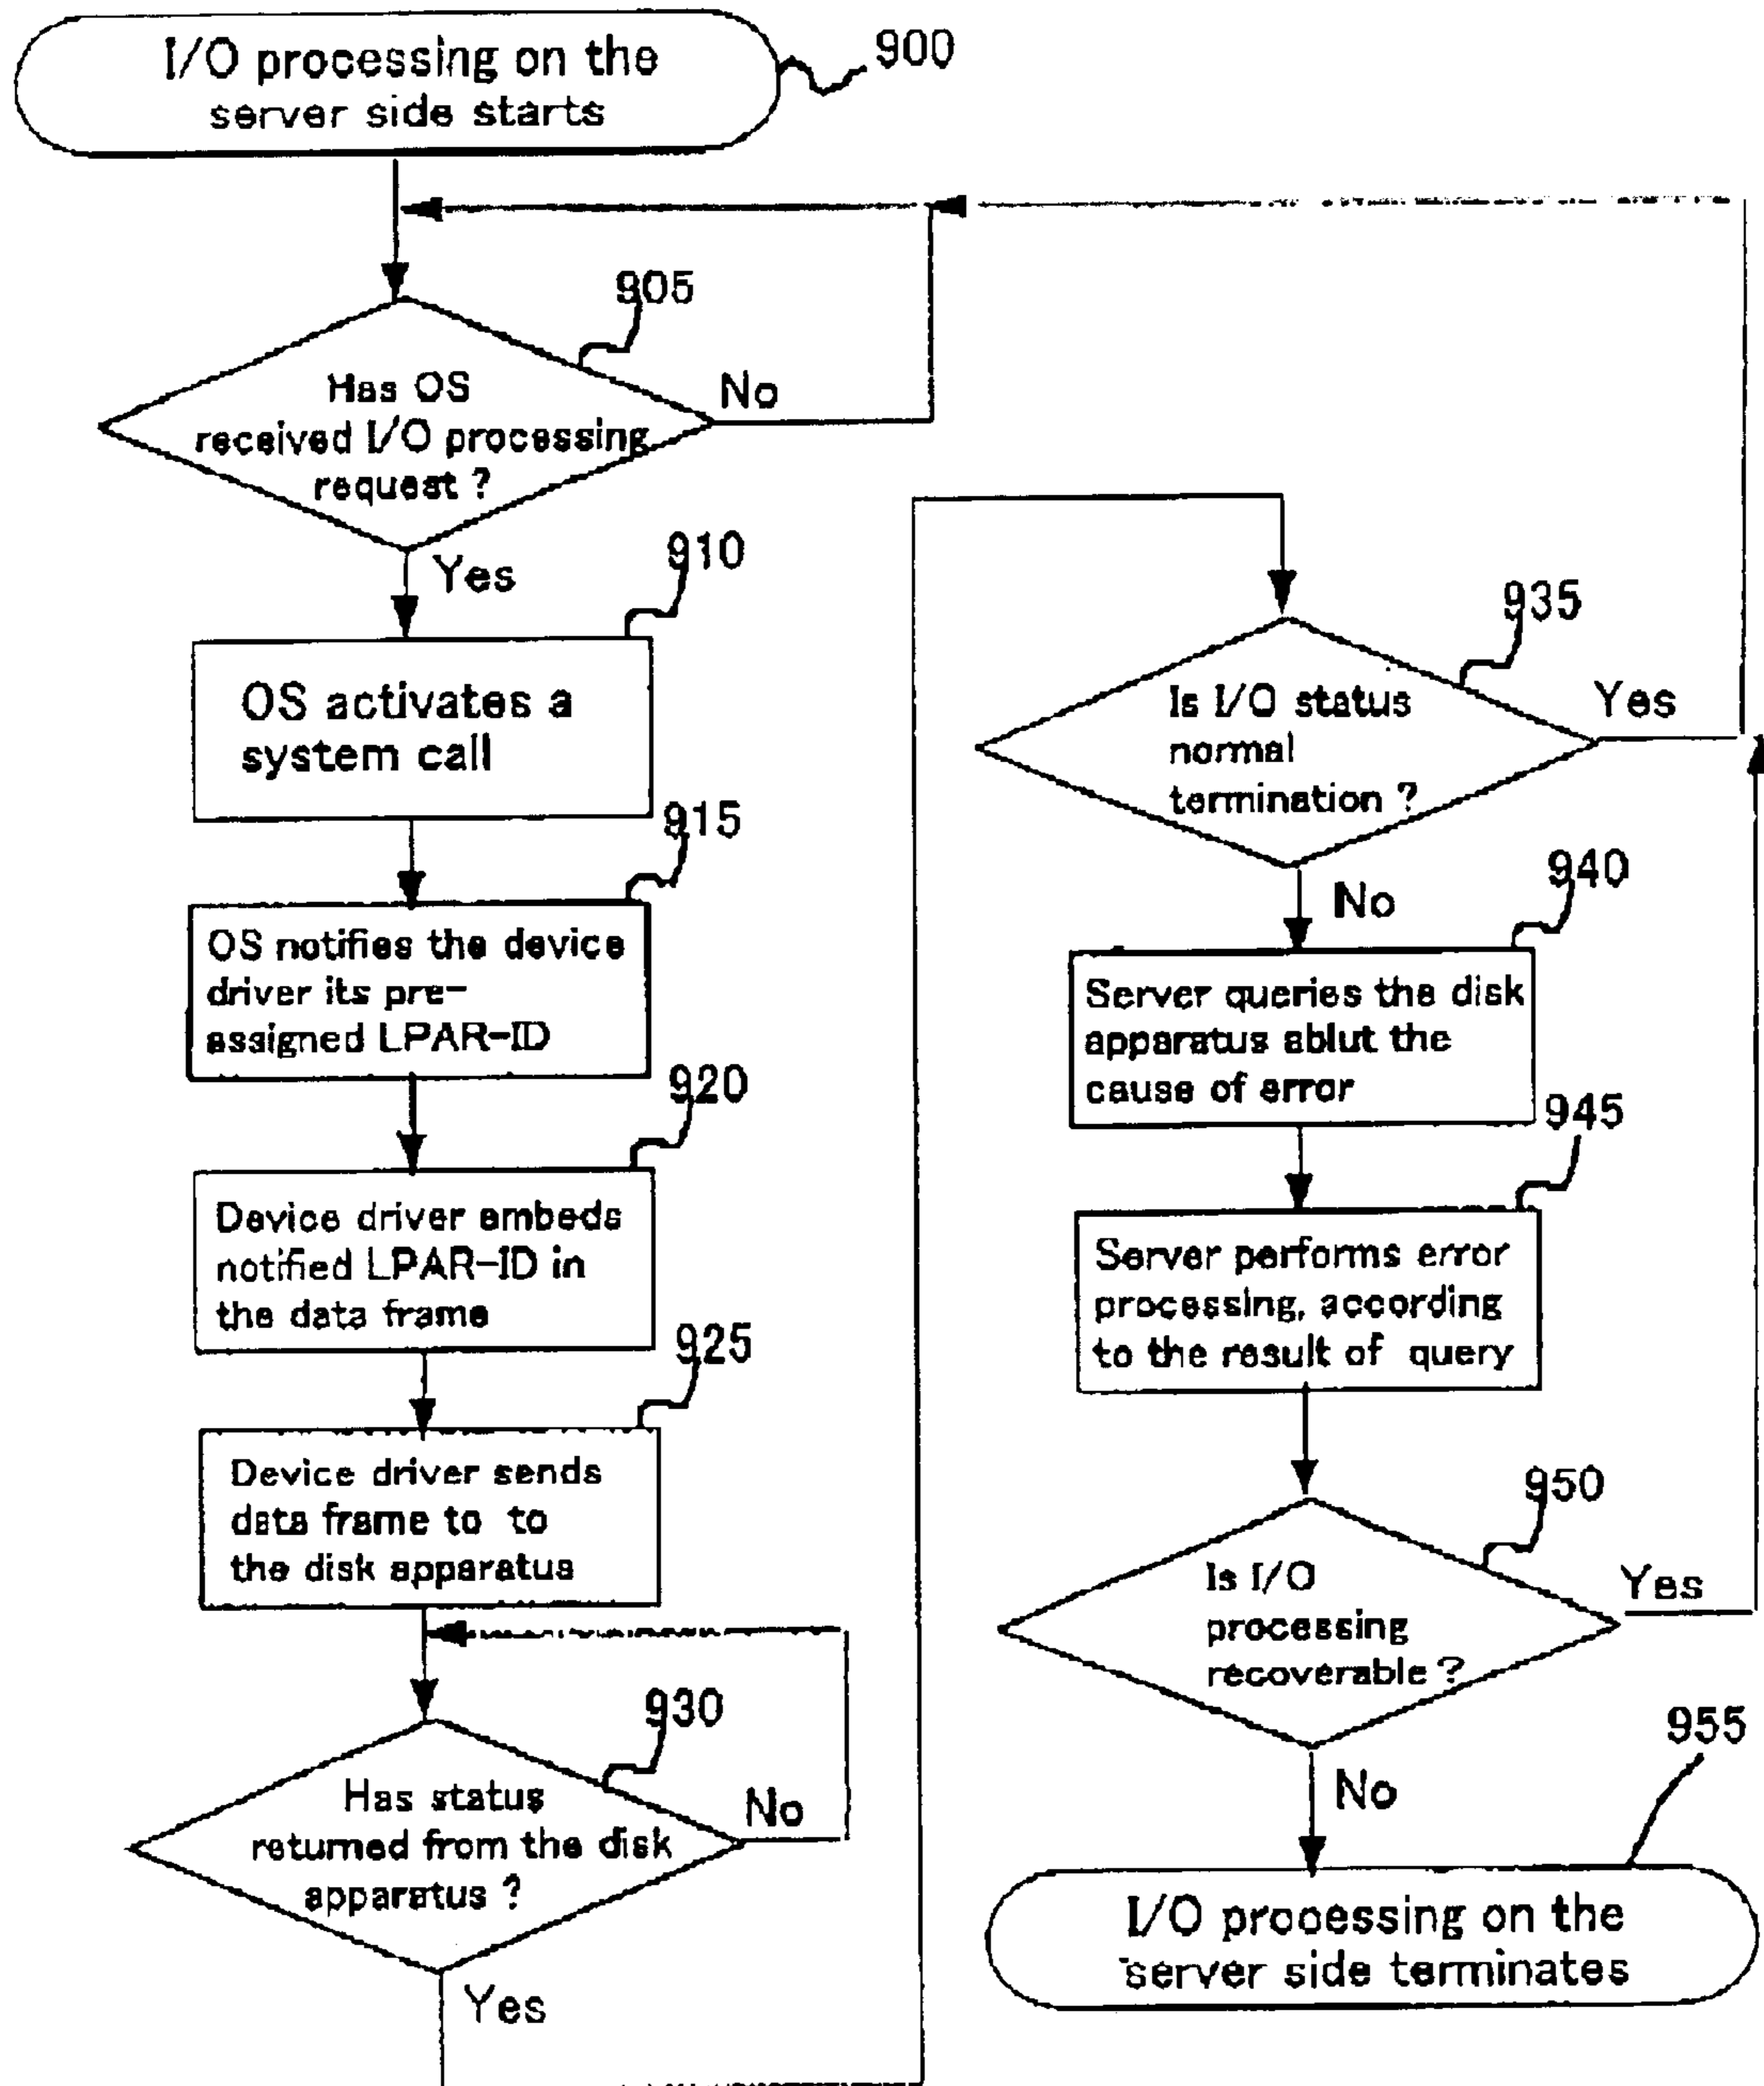 I/O processing on the
server side starts
900
905
Has OS
received I/O processing
request ?
No
Yes
910
OS activates a
system call
915
OS notifies the device
driver its pre-
assigned LPAR-ID
920
Device driver embeds
notified LPAR-ID in
the data frame
925
Device driver sends
data frame to to
the disk apparatus
930
Has status
returned from the disk
apparatus ?
No
Yes
935
Is I/O status
normal
termination ?
Yes
No
940
Server queries the disk
apparatus ablut the
cause of error
945
Server performs error
processing, according
to the result of query
950
Is I/O
processing
recoverable ?
Yes
No
955
I/O processing on the
server side terminates